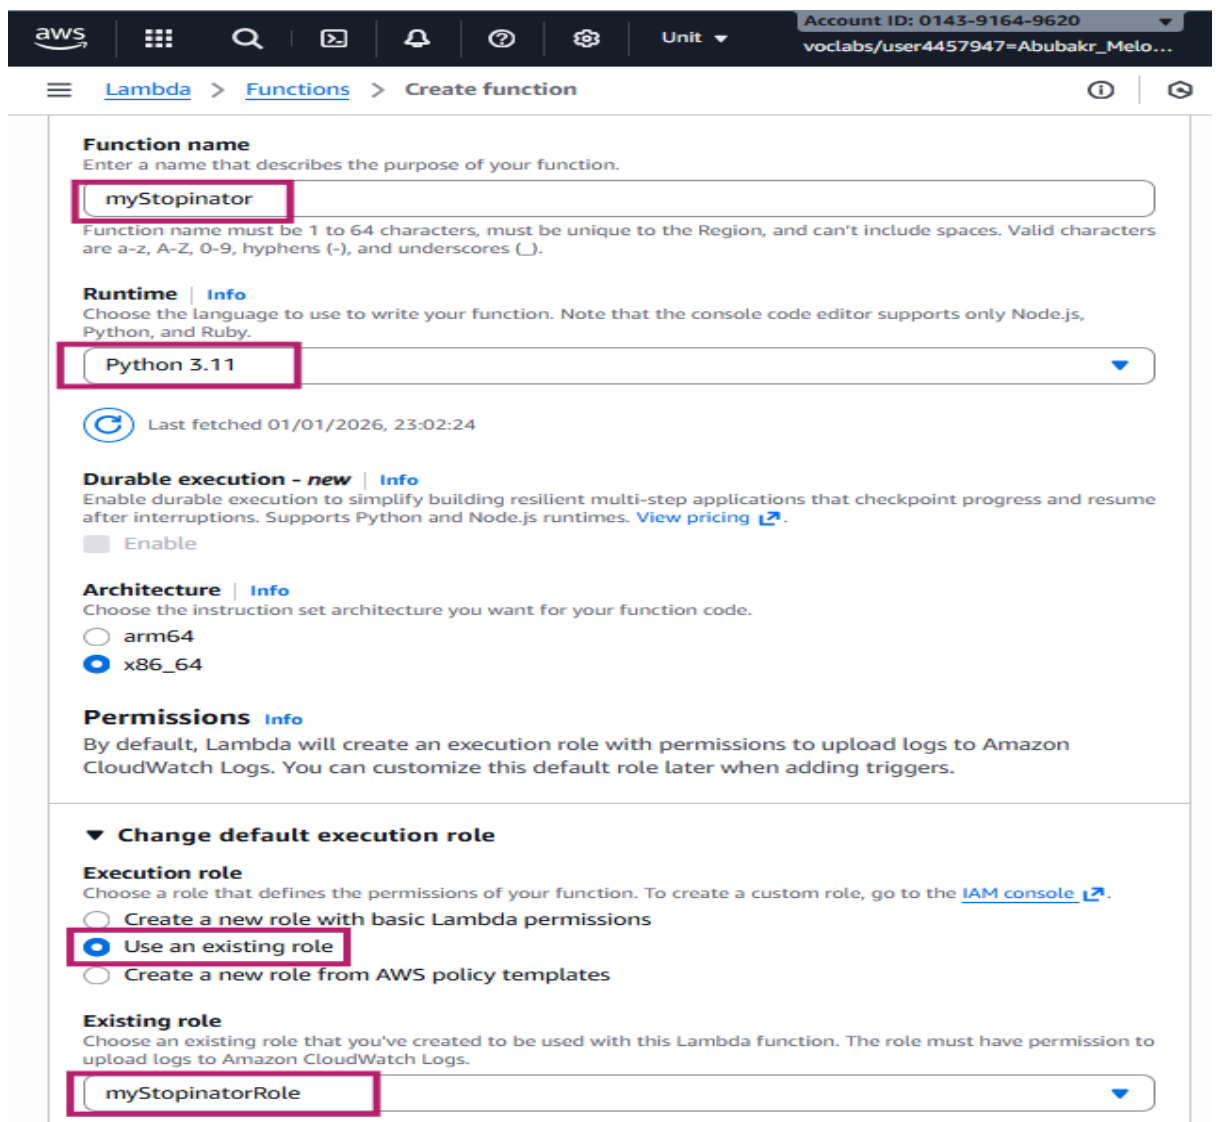 aws
Unit
Account ID: 0143-9164-9620
voclabs/user4457947=Abubakr_Melo...
Lambda > Functions > Create function
Function name
Enter a name that describes the purpose of your function.
myStopinator
Function name must be 1 to 64 characters, must be unique to the Region, and can't include spaces. Valid characters
are a-z, A-Z, 0-9, hyphens (-), and underscores (_).
Runtime | Info
Choose the language to use to write your function. Note that the console code editor supports only Node.js,
Python, and Ruby.
Python 3.11
Last fetched 01/01/2026, 23:02:24
Durable execution - new | Info
Enable durable execution to simplify building resilient multi-step applications that checkpoint progress and resume
after interruptions. Supports Python and Node.js runtimes. View pricing.
Enable
Architecture | Info
Choose the instruction set architecture you want for your function code.
arm64
x86_64
Permissions Info
By default, Lambda will create an execution role with permissions to upload logs to Amazon
CloudWatch Logs. You can customize this default role later when adding triggers.
Change default execution role
Execution role
Choose a role that defines the permissions of your function. To create a custom role, go to the IAM console.
Create a new role with basic Lambda permissions
Use an existing role
Create a new role from AWS policy templates
Existing role
Choose an existing role that you've created to be used with this Lambda function. The role must have permission to
upload logs to Amazon CloudWatch Logs.
myStopinatorRole